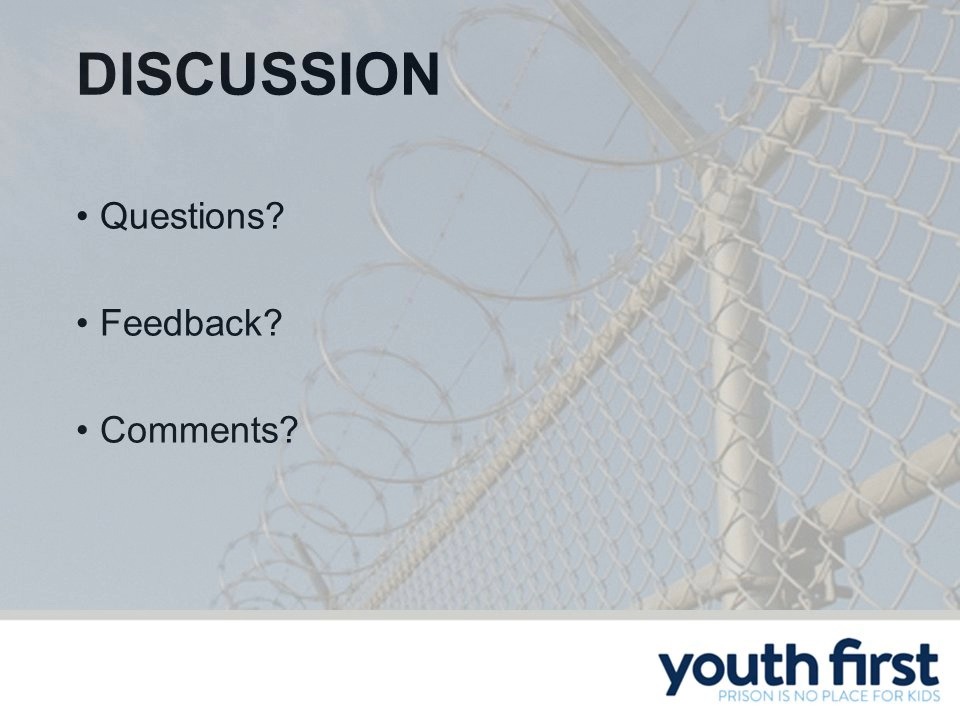 DISCUSSION
• Questions?
• Feedback?
• Comments?
youth first
PRISON IS NO PLACE FOR KIDS